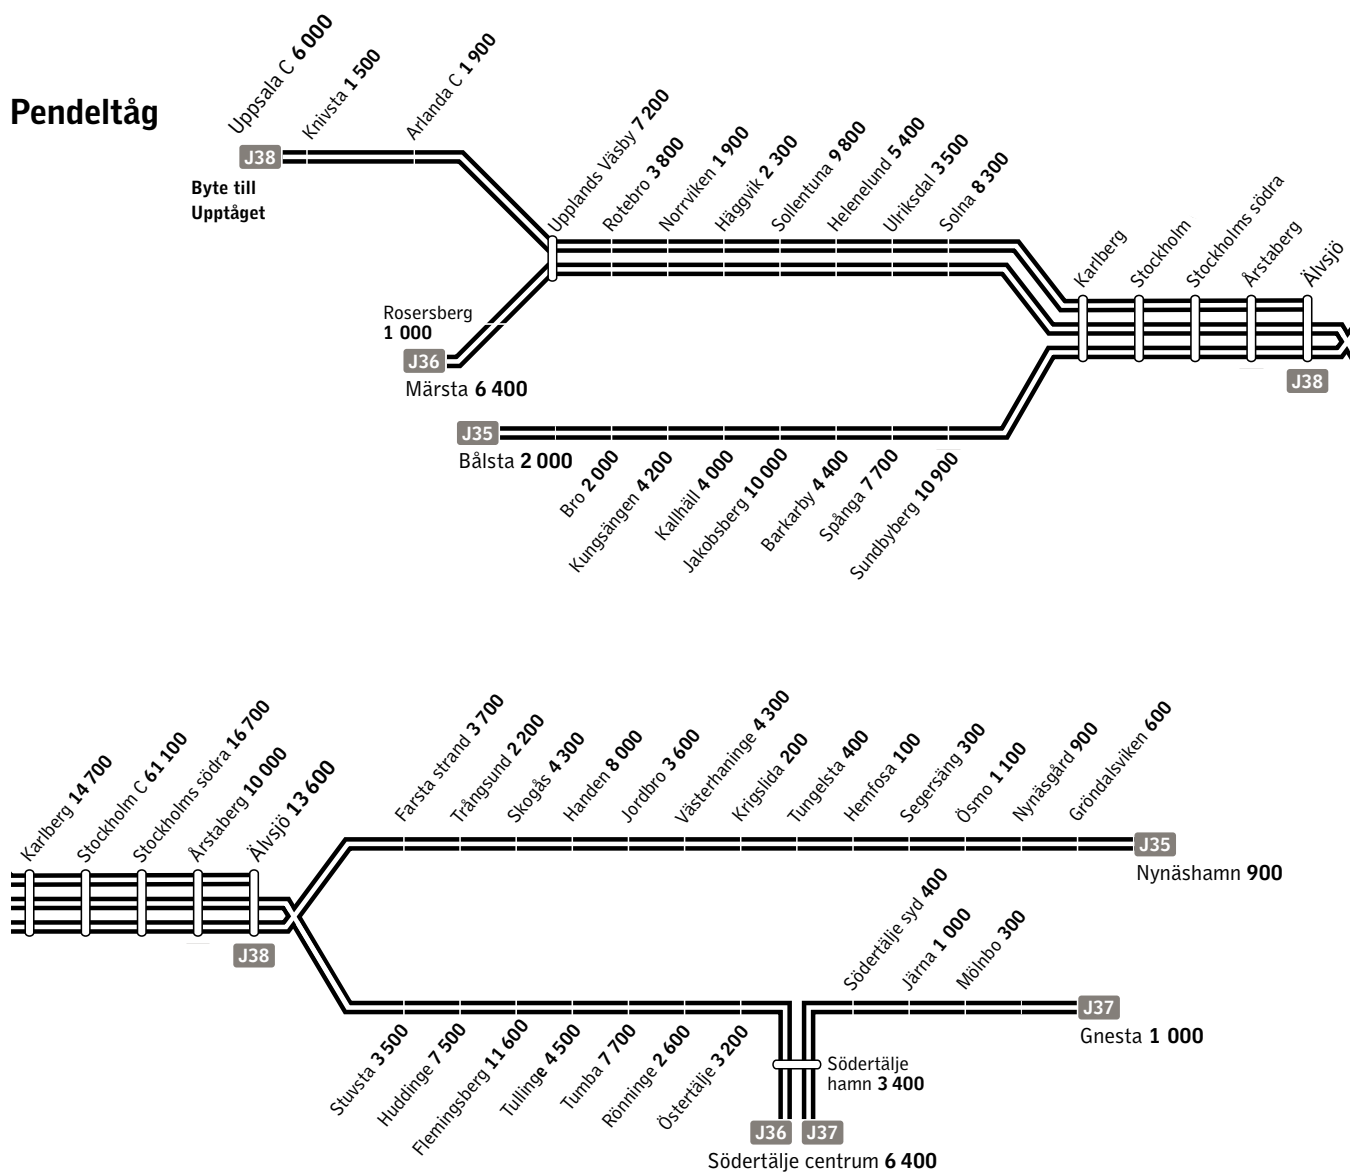 Pendeltåg
Uppsala C 6 000
Knivsta 1 500
Arlanda C 1 900
J38
Byte till
Upptåget
Upplands Väsby 7 200
Rotebro 3 800
Norrviken 1 900
Häggvik 2 300
Sollentuna 9 800
Helenelund 5 400
Ulriksdal 3 500
Solna 8 300
Karlberg
Stockholm
Stockholms södra
Årstaberg
Älvsjö
Rosersberg
1 000
J36
Märsta 6 400
J38
J35
Bålsta 2 000
Bro 2 000
Kungsängen 4 200
Kallhäll 4 000
Jakobsberg 10 000
Barkarby 4 400
Spånga 7 700
Sundbyberg 10 900
Karlberg 14 700
Stockholm C 61 100
Stockholms södra 16 700
Årstaberg 10 000
Älvsjö 13 600
Farsta strand 3 700
Trångsund 2 200
Skogås 4 300
Handen 8 000
Jordbro 3 600
Västerhaninge 4 300
Krigslida 200
Tungelsta 400
Hemfosa 100
Segersäng 300
Ösmo 1 100
Nynäsgård 900
Gröndalsviken 600
J35
Nynäshamn 900
J38
Södertälje syd 400
Järna 1 000
Mölnbo 300
J37
Gnesta 1 000
Stuvsta 3 500
Huddinge 7 500
Flemingsberg 11 600
Tullinge 4 500
Tumba 7 700
Rönninge 2 600
Östertälje 3 200
Södertälje
hamn 3 400
J36 J37
Södertälje centrum 6 400